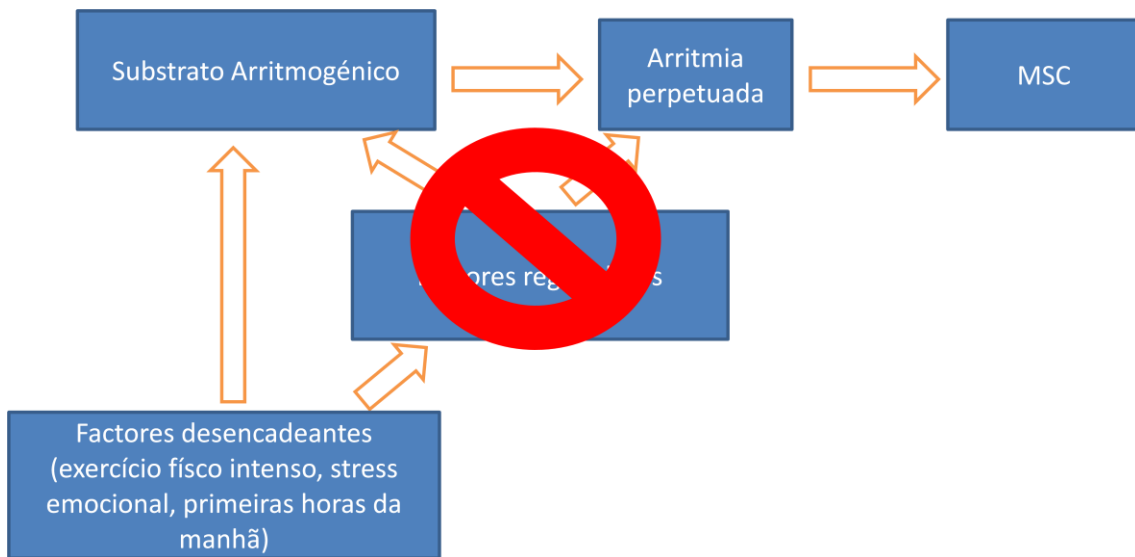 Substrato Arritmogénico
Arritmia
perpetuada
MSC
Factores desencadeantes
(exercício físco intenso, stress
emocional, primeiras horas da
manhã)